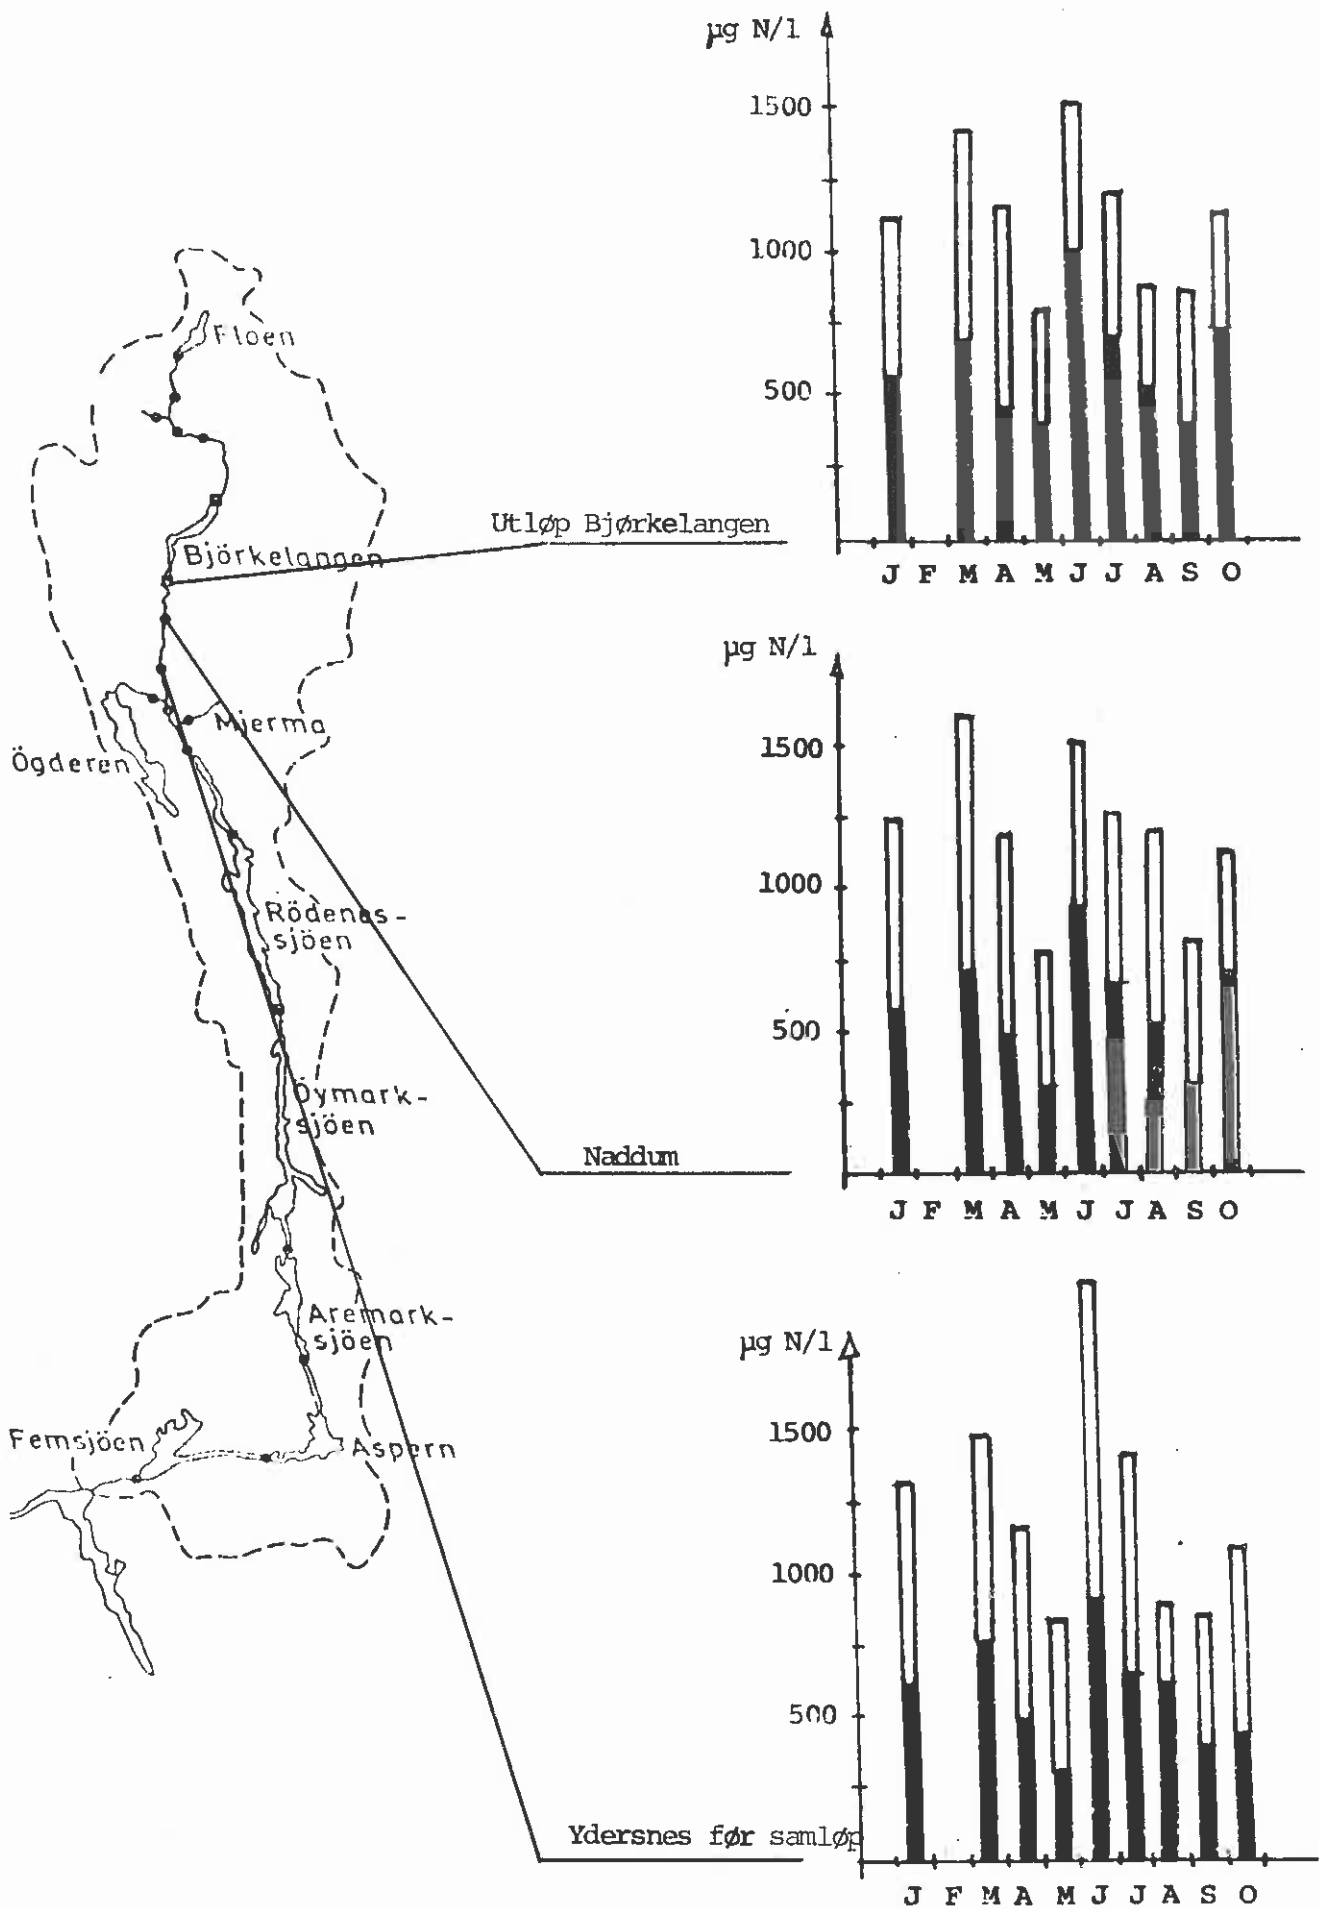 µg N/l
1500
1000
500
J F M A M J J A S O
Utløp Bjørkelangen
µg N/l
1500
1000
500
J F M A M J J A S O
Naddum
µg N/l
1500
1000
500
J F M A M J J A S O
Ydersnes før samløp
Floen
Björkelangen
Mjerma
Ögderen
Rödenes-
sjöen
Öymark-
sjöen
Aremark-
sjöen
Femsjöen
Aspern